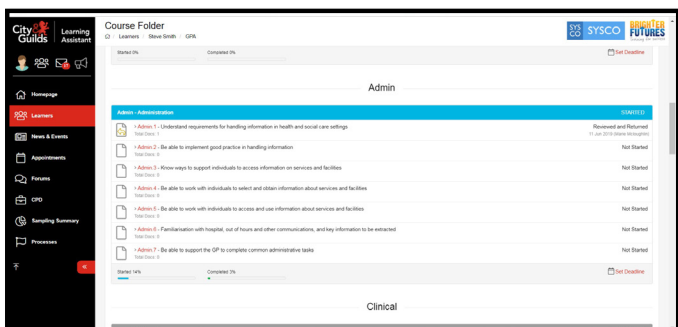 City & Guilds
Learning Assistant
Course Folder
Learners / Steve Smith / GPA
SYS CO SYSCO
BRIGHTER FUTURES
Started 0%
Completed 0%
Set Deadline
Homepage
Learners
News & Events
Appointments
Forums
CPD
Sampling Summary
Processes
Admin
Admin - Administration
STARTED
Admin.1 - Understand requirements for handling information in health and social care settings
Total Docs: 1
Reviewed and Returned
Admin.2 - Be able to implement good practice in handling information
Total Docs: 0
Not Started
Admin.3 - Know ways to support individuals to access information on services and facilities
Total Docs: 0
Not Started
Admin.4 - Be able to work with individuals to select and obtain information about services and facilities
Total Docs: 0
Not Started
Admin.5 - Be able to work with individuals to access and use information about services and facilities
Total Docs: 0
Not Started
Admin.6 - Familiarisation with hospital, out of hours and other communications, and key information to be extracted
Total Docs: 0
Not Started
Admin.7 - Be able to support the GP to complete common administrative tasks
Total Docs: 0
Not Started
Started 14%
Completed 3%
Set Deadline
Clinical